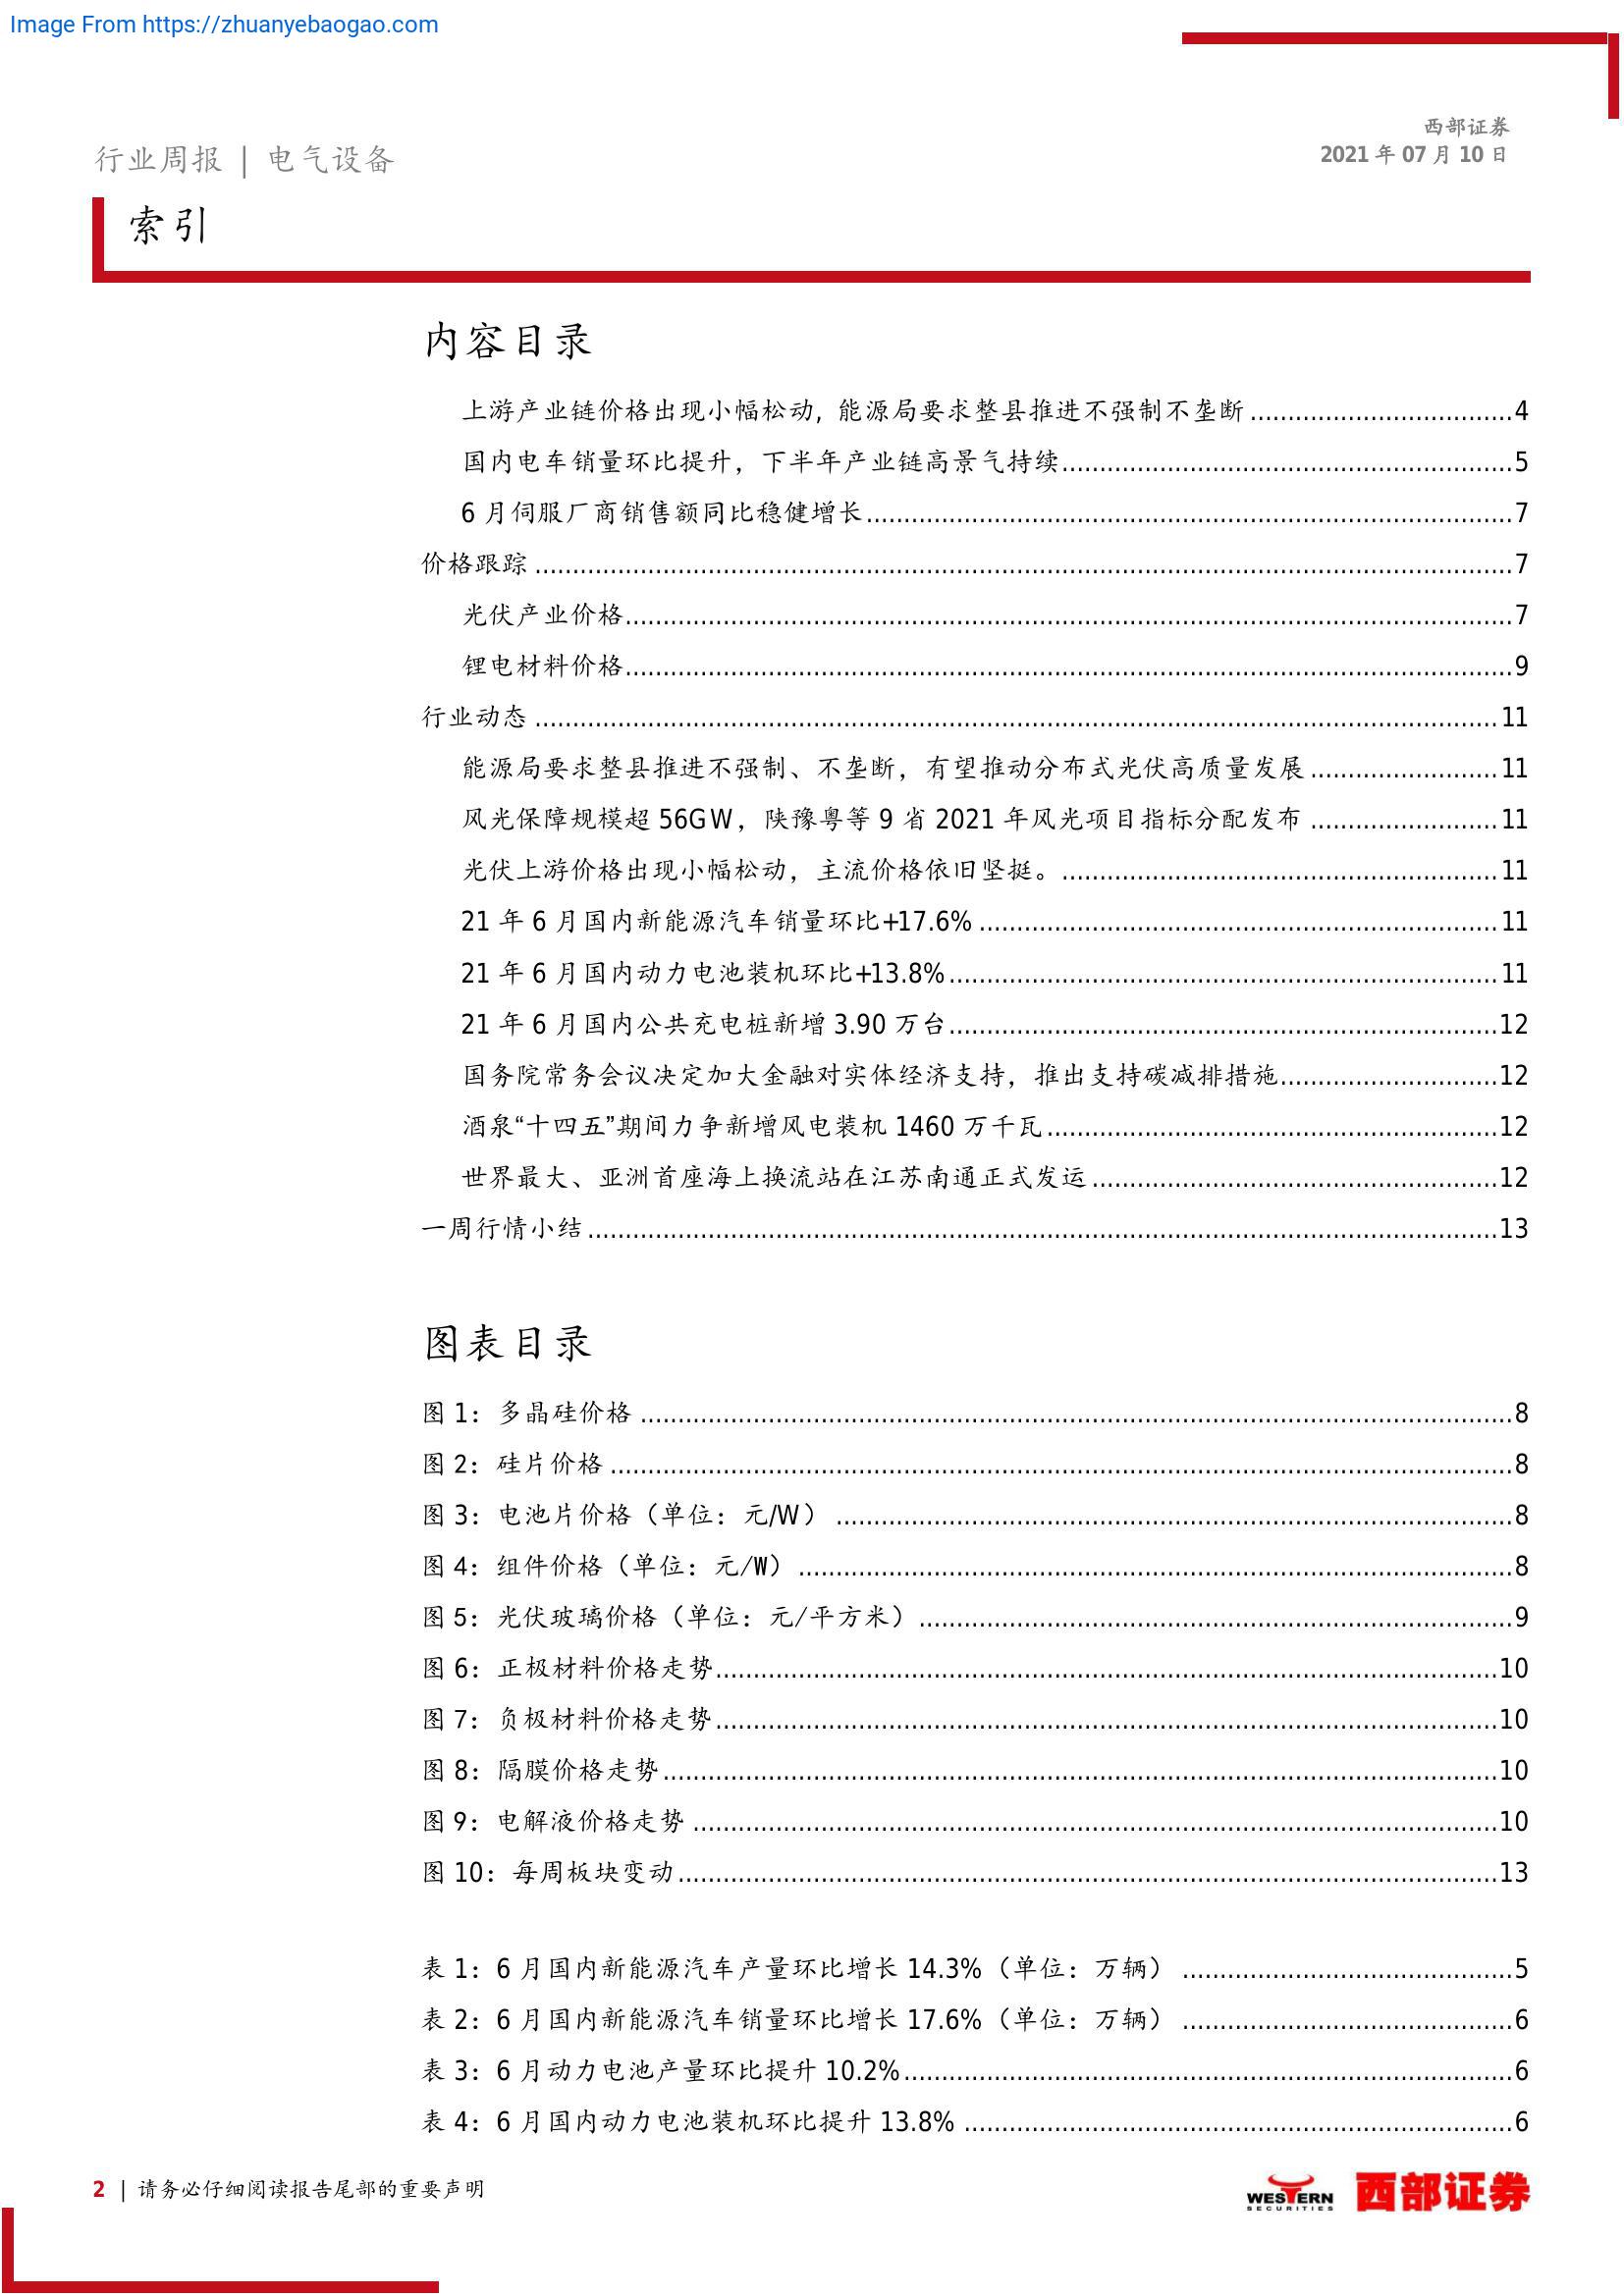 Image From https://zhuanyebaogao.com
西部证券
2021 年 07 月 10 日
行业周报 | 电气设备
索引
内容目录
上游产业链价格出现小幅松动，能源局要求整县推进不强制不垄断 4
国内电车销量环比提升，下半年产业链高景气持续 5
6 月伺服厂商销售额同比稳健增长 7
价格跟踪 7
光伏产业价格 7
锂电材料价格 9
行业动态 11
能源局要求整县推进不强制、不垄断，有望推动分布式光伏高质量发展 11
风光保障规模超 56GW，陕豫粤等 9 省 2021 年风光项目指标分配发布 11
光伏上游价格出现小幅松动，主流价格依旧坚挺。 11
21 年 6 月国内新能源汽车销量环比+17.6% 11
21 年 6 月国内动力电池装机环比+13.8% 11
21 年 6 月国内公共充电桩新增 3.90 万台 12
国务院常务会议决定加大金融对实体经济支持，推出支持碳减排措施 12
酒泉“十四五”期间力争新增风电装机 1460 万千瓦 12
世界最大、亚洲首座海上换流站在江苏南通正式发运 12
一周行情小结 13
图表目录
图 1：多晶硅价格 8
图 2：硅片价格 8
图 3：电池片价格（单位：元/W） 8
图 4：组件价格（单位：元/W） 8
图 5：光伏玻璃价格（单位：元/平方米） 9
图 6：正极材料价格走势 10
图 7：负极材料价格走势 10
图 8：隔膜价格走势 10
图 9：电解液价格走势 10
图 10：每周板块变动 13
表 1：6 月国内新能源汽车产量环比增长 14.3%（单位：万辆） 5
表 2：6 月国内新能源汽车销量环比增长 17.6%（单位：万辆） 6
表 3：6 月动力电池产量环比提升 10.2% 6
表 4：6 月国内动力电池装机环比提升 13.8% 6
2 | 请务必仔细阅读报告尾部的重要声明
WESTERN
SECURITIES
西部证券